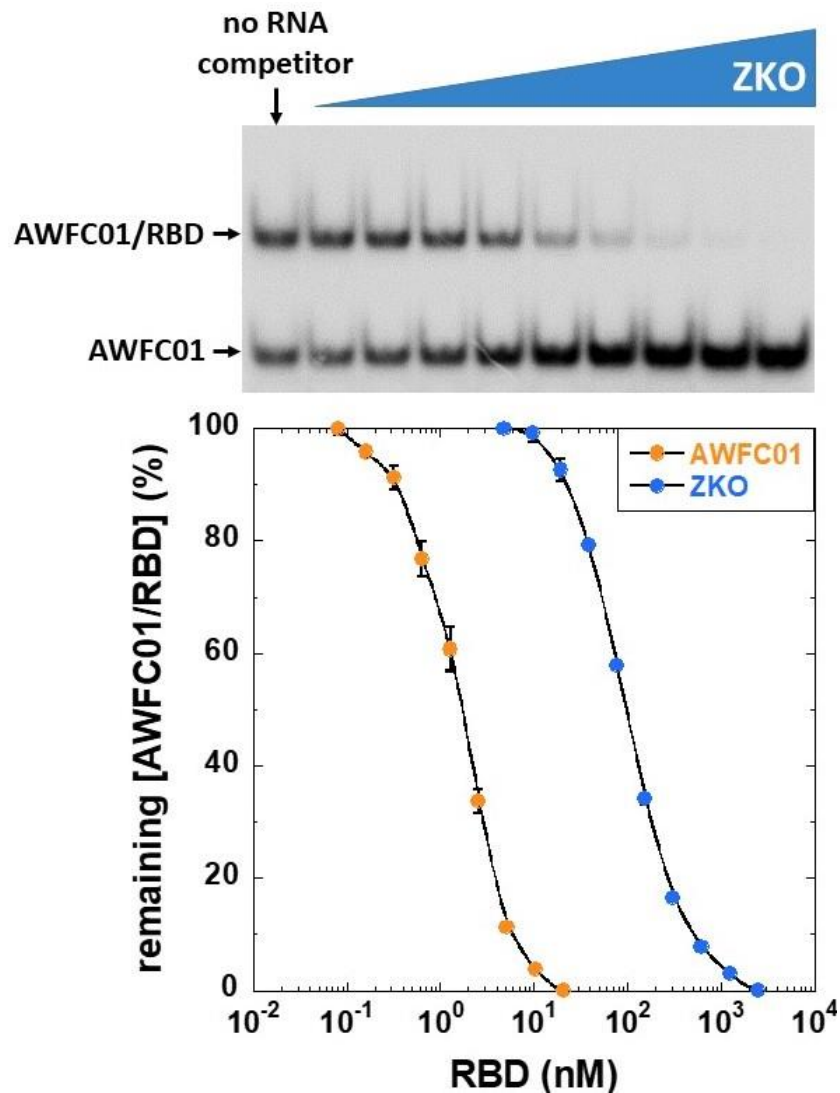 no RNA
competitor
ZKO
AWFC01/RBD
AWFC01
remaining [AWFC01/RBD] (%)
100
80
60
40
20
0
AWFC01
ZKO
10⁻² 10⁻¹ 10⁰ 10¹ 10² 10³ 10⁴
RBD (nM)